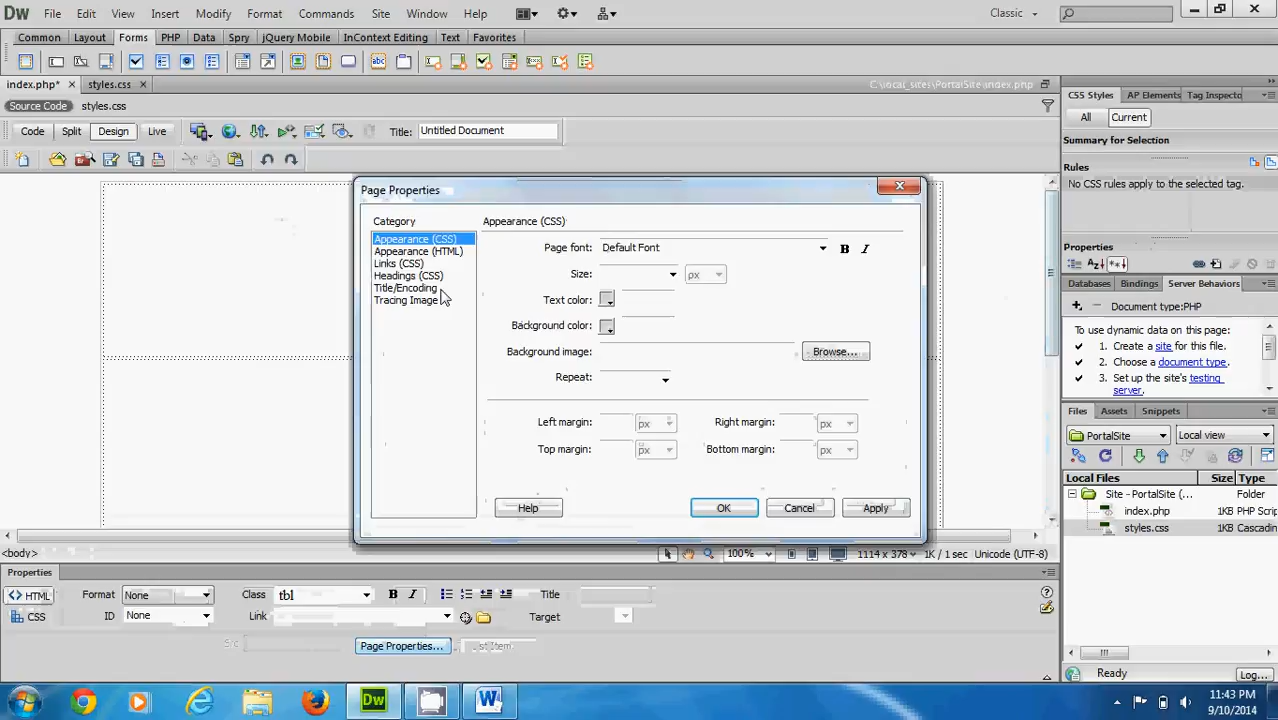 Dw File Edit View Insert Modify Format Commands Site Window Help Classic
Common Layout Forms PHP Data Spry jQuery Mobile InContext Editing Text Favorites
index.php* × styles.css × C:\local_sites\PortalSite\index.php
Source Code styles.css
Code Split Design Live Title: Untitled Document
CSS Styles AP Elements Tag Inspecto
All Current
Summary for Selection
Rules
No CSS rules apply to the selected tag.
Properties
Databases Bindings Server Behaviors
Document type:PHP
To use dynamic data on this page:
1. Create a site for this file.
2. Choose a document type.
3. Set up the site's testing
server.
Files Assets Snippets
PortalSite Local view
Local Files Size Type
Site - PortalSite (... Folder
index.php 1KB PHP Scrip
styles.css 1KB Cascadin
Ready Log...
Page Properties
Category
Appearance (CSS)
Appearance (HTML)
Links (CSS)
Headings (CSS)
Title/Encoding
Tracing Image
Appearance (CSS)
Page font: Default Font B I
Size: px
Text color:
Background color:
Background image: Browse...
Repeat:
Left margin: px Right margin: px
Top margin: px Bottom margin: px
Help OK Cancel Apply
<body> 100% 1114 x 378 1K / 1 sec Unicode (UTF-8)
Properties
<> HTML Format None Class tbl B I Title
CSS ID None Link Target
Page Properties... st Item...
11:43 PM
9/10/2014